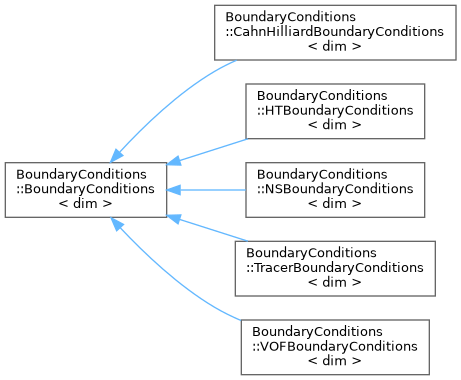 BoundaryConditions
::CahnHilliardBoundaryConditions
< dim >
BoundaryConditions
::HTBoundaryConditions
< dim >
BoundaryConditions
::BoundaryConditions
< dim >
BoundaryConditions
::NSBoundaryConditions
< dim >
BoundaryConditions
::TracerBoundaryConditions
< dim >
BoundaryConditions
::VOFBoundaryConditions
< dim >